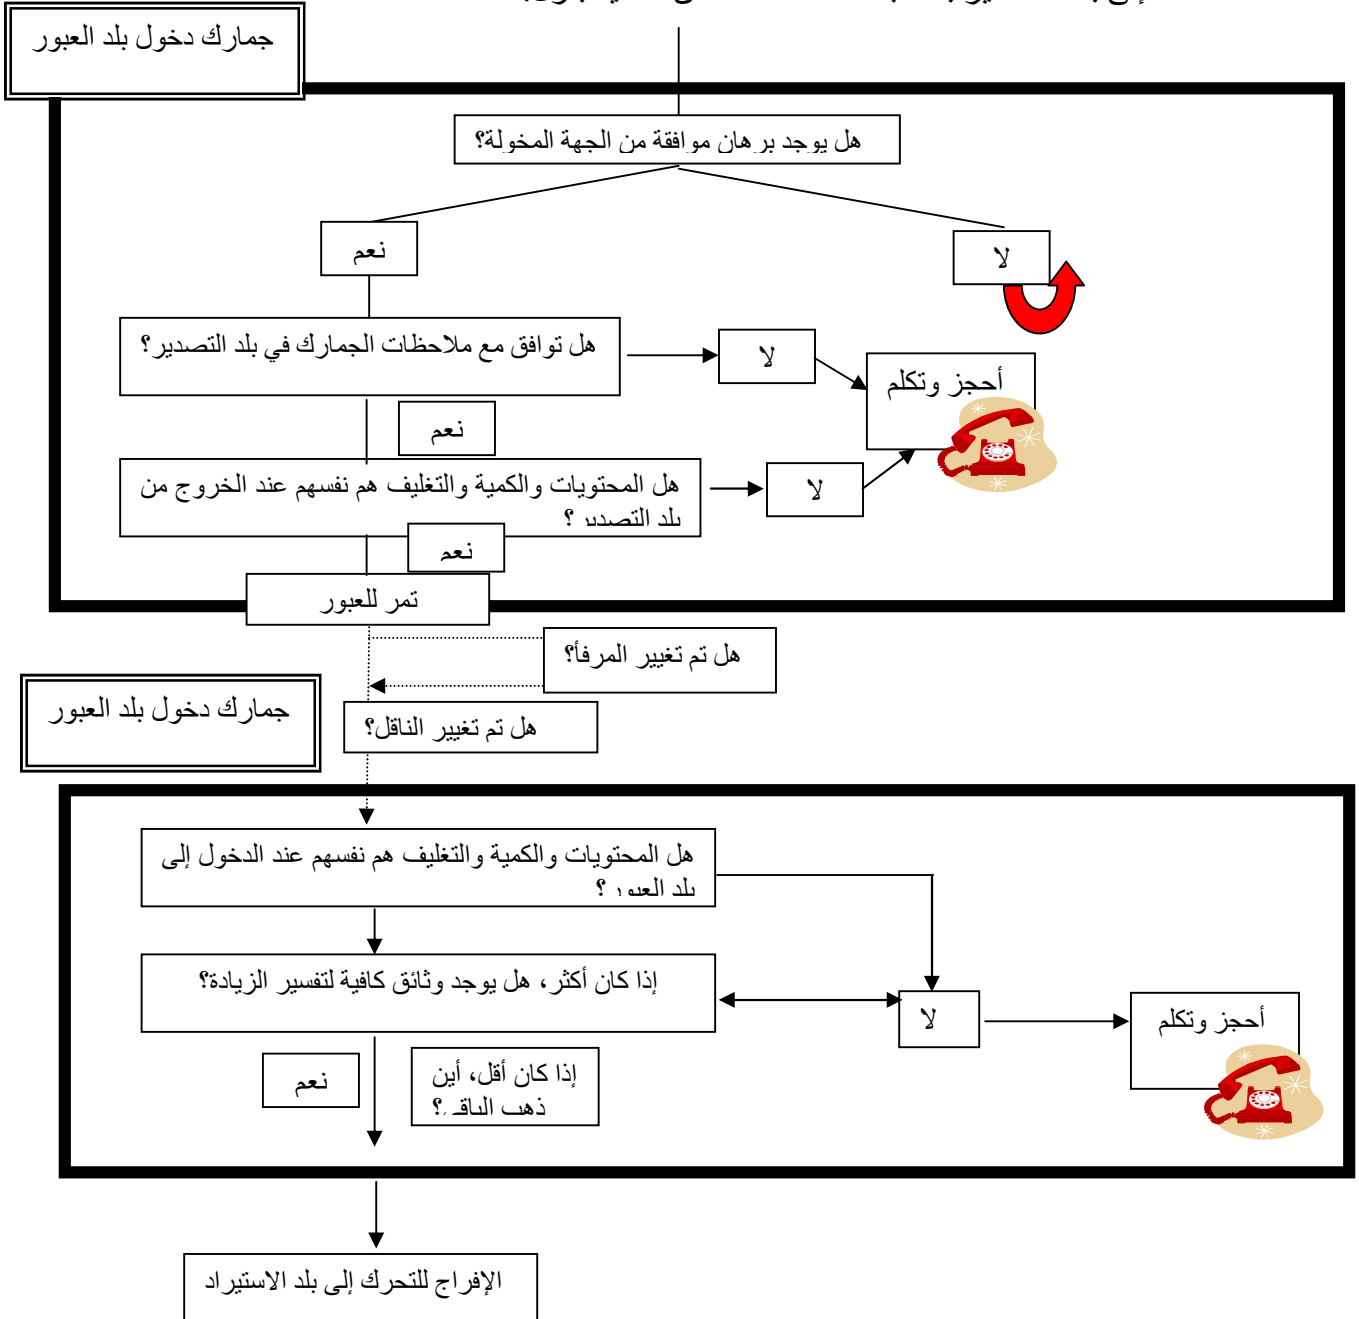 جمارك دخول بلد العبور
هل يوجد برهان موافقة من الجهة المخولة؟
نعم
لا
هل توافق مع ملاحظات الجمارك في بلد التصدير؟
لا
أحجز وتكلم
نعم
هل المحتويات والكمية والتغليف هم نفسهم عند الخروج من
بلد التصدير؟
لا
نعم
تمر للعبور
هل تم تغيير المرفأ؟
جمارك دخول بلد العبور
هل تم تغيير الناقل؟
هل المحتويات والكمية والتغليف هم نفسهم عند الدخول إلى
بلد العبور؟
إذا كان أكثر، هل يوجد وثائق كافية لتفسير الزيادة؟
لا
أحجز وتكلم
نعم
إذا كان أقل، أين
ذهب الباقي؟
الإفراج للتحرك إلى بلد الاستيراد